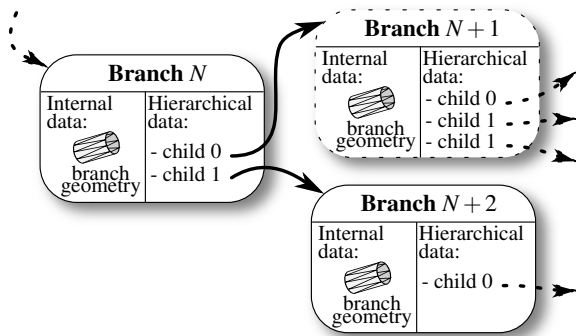 Branch N
Internal data:
branch geometry
Hierarchical data:
- child 0
- child 1
Branch N + 1
Internal data:
branch geometry
Hierarchical data:
- child 0
- child 1
- child 1
Branch N + 2
Internal data:
branch geometry
Hierarchical data:
- child 0